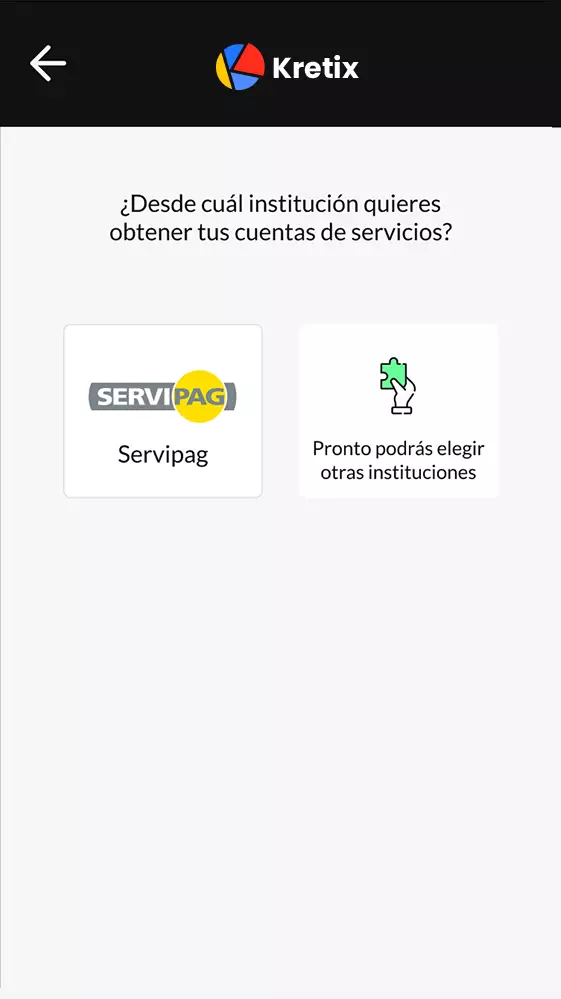 Kretix
¿Desde cuál institución quieres
obtener tus cuentas de servicios?
SERVIPAG
Servipag
Pronto podrás elegir
otras instituciones